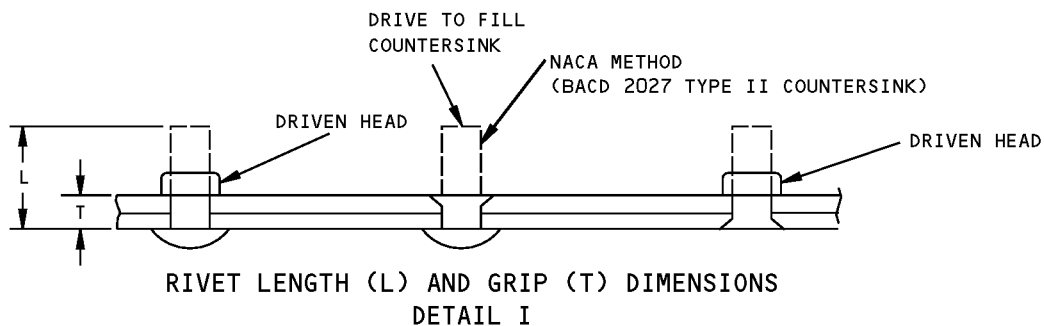 DRIVE TO FILL
COUNTERSINK
NACA METHOD
(BACD 2027 TYPE II COUNTERSINK)
DRIVEN HEAD
DRIVEN HEAD
L
T
RIVET LENGTH (L) AND GRIP (T) DIMENSIONS
DETAIL I